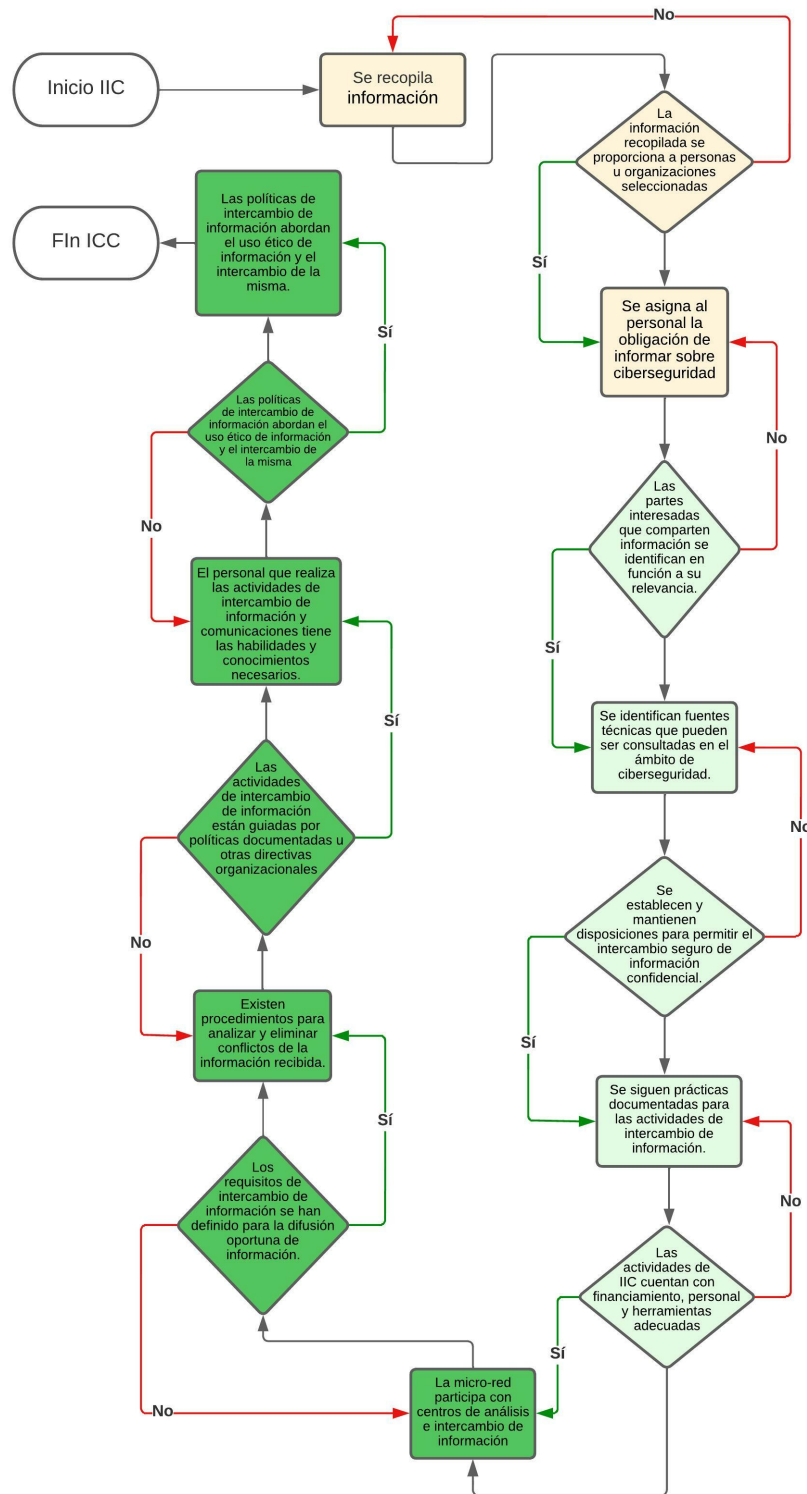 Inicio IIC
Se recopila
información
No
La
información
recopilada se
proporciona a personas
u organizaciones
seleccionadas
Sí
Se asigna al
personal la
obligación de
informar sobre
ciberseguridad
No
Las
partes
interesadas
que comparten
información se
identifican en
función a su
relevancia.
Sí
Se identifican fuentes
técnicas que pueden
ser consultadas en el
ámbito de
ciberseguridad.
No
Se
establecen y
mantienen
disposiciones para permitir el
intercambio seguro de
información
confidencial.
Sí
Se siguen prácticas
documentadas para
las actividades de
intercambio de
información.
No
Las
actividades de
IIC cuentan con
financiamiento, personal
y herramientas
adecuadas
Sí
La micro-red
participa con
centros de análisis
e intercambio de
información
No
Los
requisitos de
intercambio de
información se han
definido para la difusión
oportuna de
información.
Sí
Existen
procedimientos para
analizar y eliminar
conflictos de la
información recibida.
No
Las
actividades
de intercambio
de información
están guiadas por
políticas documentadas u
otras directivas
organizacionales
Sí
El personal que realiza
las actividades de
intercambio de
información y
comunicaciones tiene
las habilidades y
conocimientos
necesarios.
No
Las políticas
de intercambio de
información abordan el
uso ético de información
y el intercambio de
la misma
Sí
Las políticas de
intercambio de
información abordan
el uso ético de
información y el
intercambio de la
misma.
FIn ICC